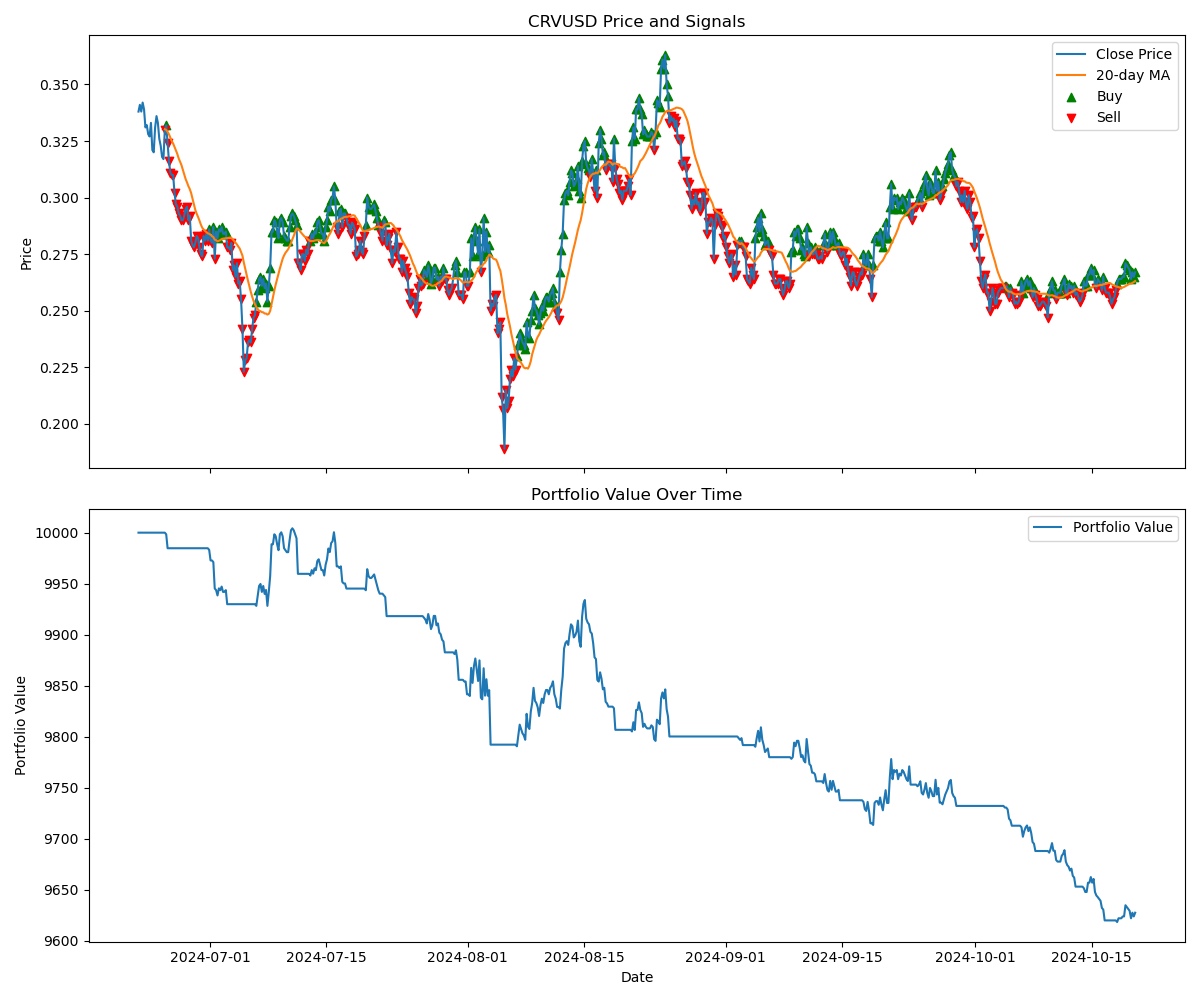 CRVUSD Price and Signals
Close Price
20-day MA
Buy
Sell
Price
0.350
0.325
0.300
0.275
0.250
0.225
0.200
Portfolio Value Over Time
Portfolio Value
Portfolio Value
10000
9950
9900
9850
9800
9750
9700
9650
9600
2024-07-01 2024-07-15 2024-08-01 2024-08-15 2024-09-01 2024-09-15 2024-10-01 2024-10-15
Date